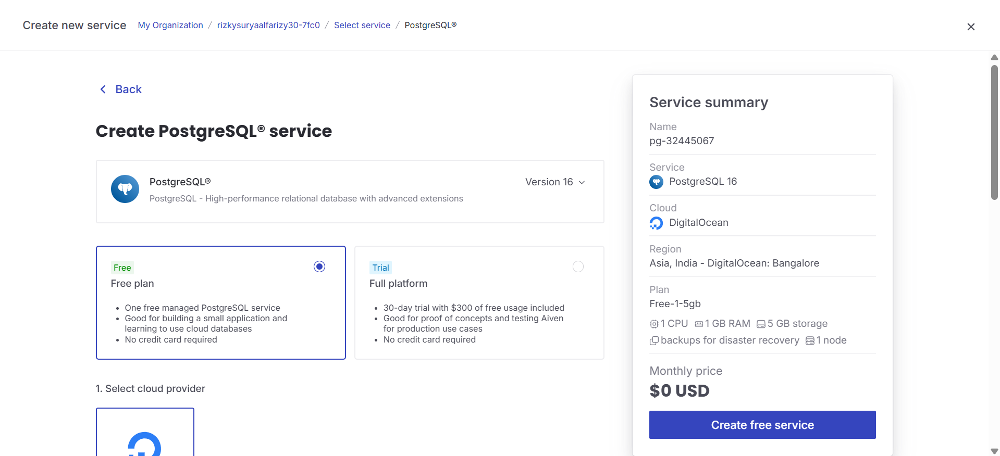 Create new service My Organization / rizkysuryaalfarizy30-7fc0 / Select service / PostgreSQL®
Back
Create PostgreSQL® service
PostgreSQL®
Version 16
PostgreSQL - High-performance relational database with advanced extensions
Free
Free plan
• One free managed PostgreSQL service
• Good for building a small application and
learning to use cloud databases
• No credit card required
Trial
Full platform
• 30-day trial with $300 of free usage included
• Good for proof of concepts and testing Aiven
for production use cases
• No credit card required
1. Select cloud provider
Service summary
Name
pg-32445067
Service
PostgreSQL 16
Cloud
DigitalOcean
Region
Asia, India - DigitalOcean: Bangalore
Plan
Free-1-5gb
1 CPU 1 GB RAM 5 GB storage
backups for disaster recovery 1 node
Monthly price
$0 USD
Create free service